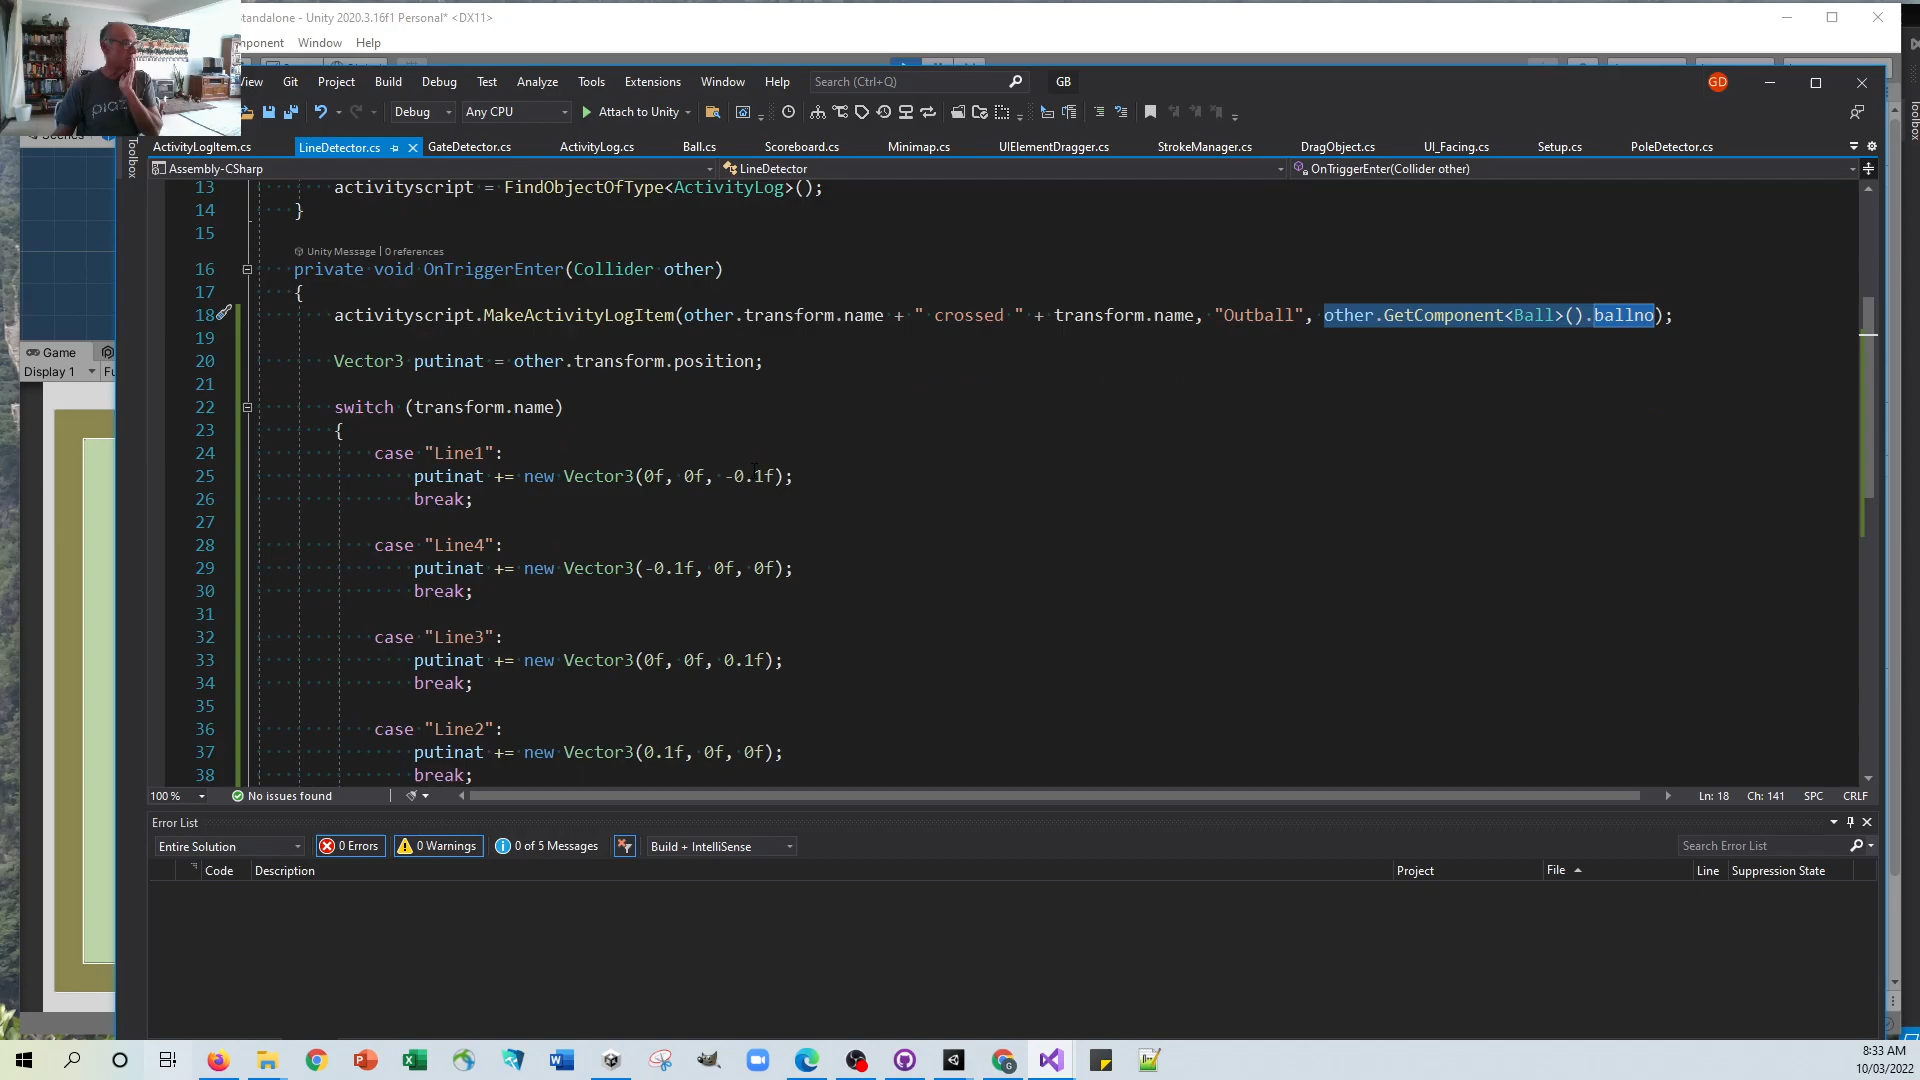 standalone - Unity 2020.3.16f1 Personal* <DX11>
mponent Window Help
View Git Project Build Debug Test Analyze Tools Extensions Window Help Search (Ctrl+Q) GB GD
Debug Any CPU Attach to Unity
ActivityLogItem.cs LineDetector.cs GateDetector.cs ActivityLog.cs Ball.cs Scoreboard.cs Minimap.cs UIElementDragger.cs StrokeManager.cs DragObject.cs UI_Facing.cs Setup.cs PoleDetector.cs
Assembly-CSharp LineDetector OnTriggerEnter(Collider other)
Toolbox
Toolbox
Scenes
Game
Display 1 Fu
piaz
13 activityscript = FindObjectOfType<ActivityLog>();
14 }
15
Unity Message | 0 references
16 private void OnTriggerEnter(Collider other)
17 {
18 activityscript.MakeActivityLogItem(other.transform.name + " crossed " + transform.name, "Outball", other.GetComponent<Ball>().ballno);
19
20 Vector3 putinat = other.transform.position;
21
22 switch (transform.name)
23 {
24 case "Line1":
25 putinat += new Vector3(0f, 0f, -0.1f);
26 break;
27
28 case "Line4":
29 putinat += new Vector3(-0.1f, 0f, 0f);
30 break;
31
32 case "Line3":
33 putinat += new Vector3(0f, 0f, 0.1f);
34 break;
35
36 case "Line2":
37 putinat += new Vector3(0.1f, 0f, 0f);
38 break;
100 % No issues found Ln: 18 Ch: 141 SPC CRLF
Error List
Entire Solution 0 Errors 0 Warnings 0 of 5 Messages Build + IntelliSense Search Error List
Code Description Project File Line Suppression State
8:33 AM
10/03/2022